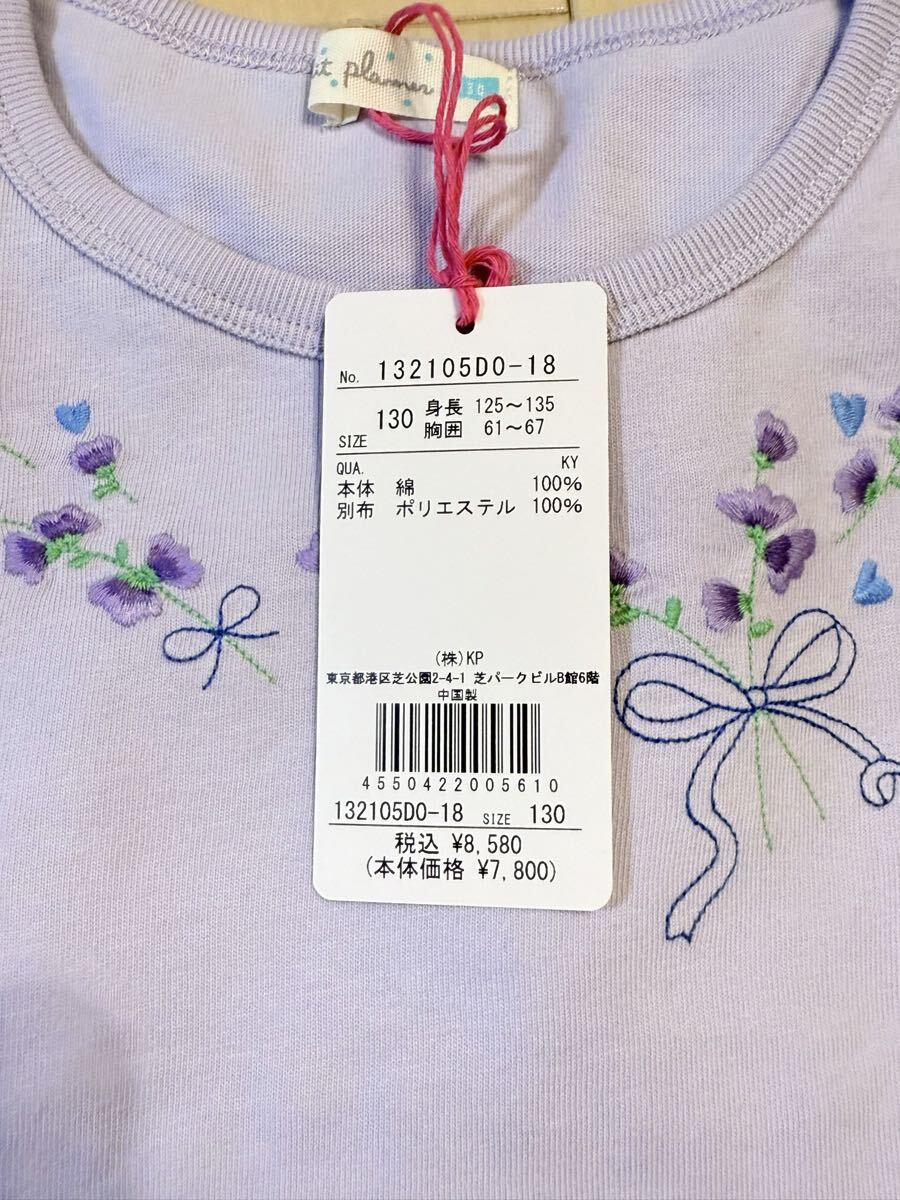 planner
No. 132105D0-18
SIZE 130 身長 125～135
胸囲 61～67
QUA. KY
本体 綿 100%
別布 ポリエステル 100%
(株)KP
東京都港区芝公園2-4-1 芝パークビルB館6階
中国製
4550422005610
132105D0-18 SIZE 130
税込 ¥8,580
(本体価格 ¥7,800)